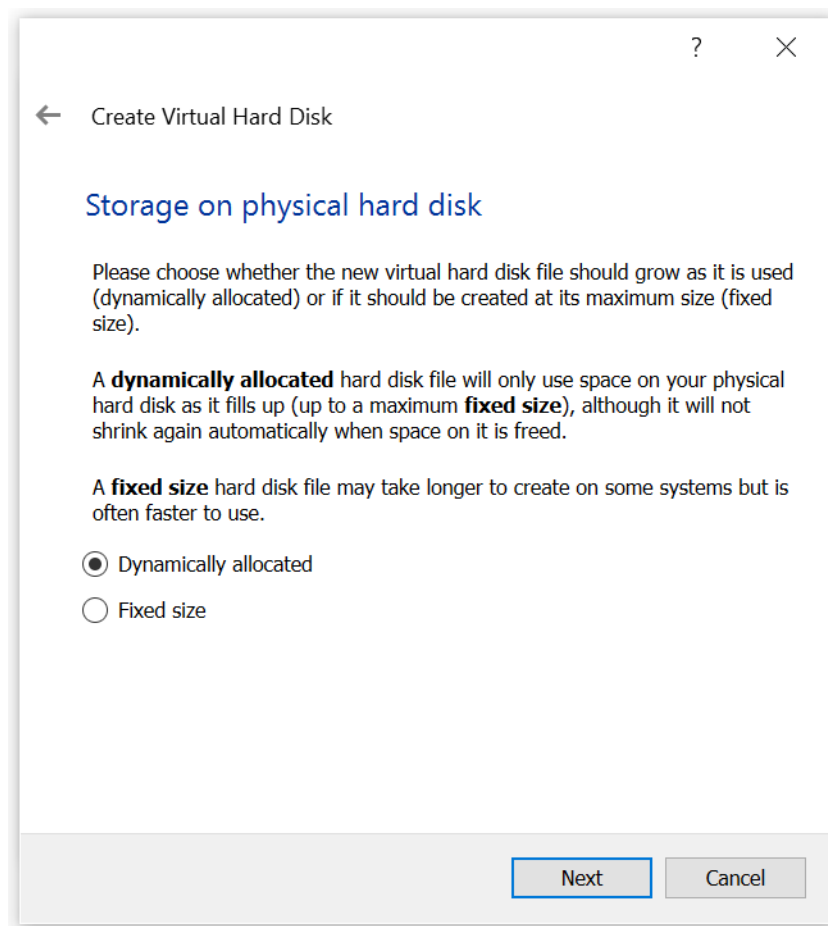 ?
Create Virtual Hard Disk
Storage on physical hard disk
Please choose whether the new virtual hard disk file should grow as it is used
(dynamically allocated) or if it should be created at its maximum size (fixed
size).
A dynamically allocated hard disk file will only use space on your physical
hard disk as it fills up (up to a maximum fixed size), although it will not
shrink again automatically when space on it is freed.
A fixed size hard disk file may take longer to create on some systems but is
often faster to use.
Dynamically allocated
Fixed size
Next Cancel